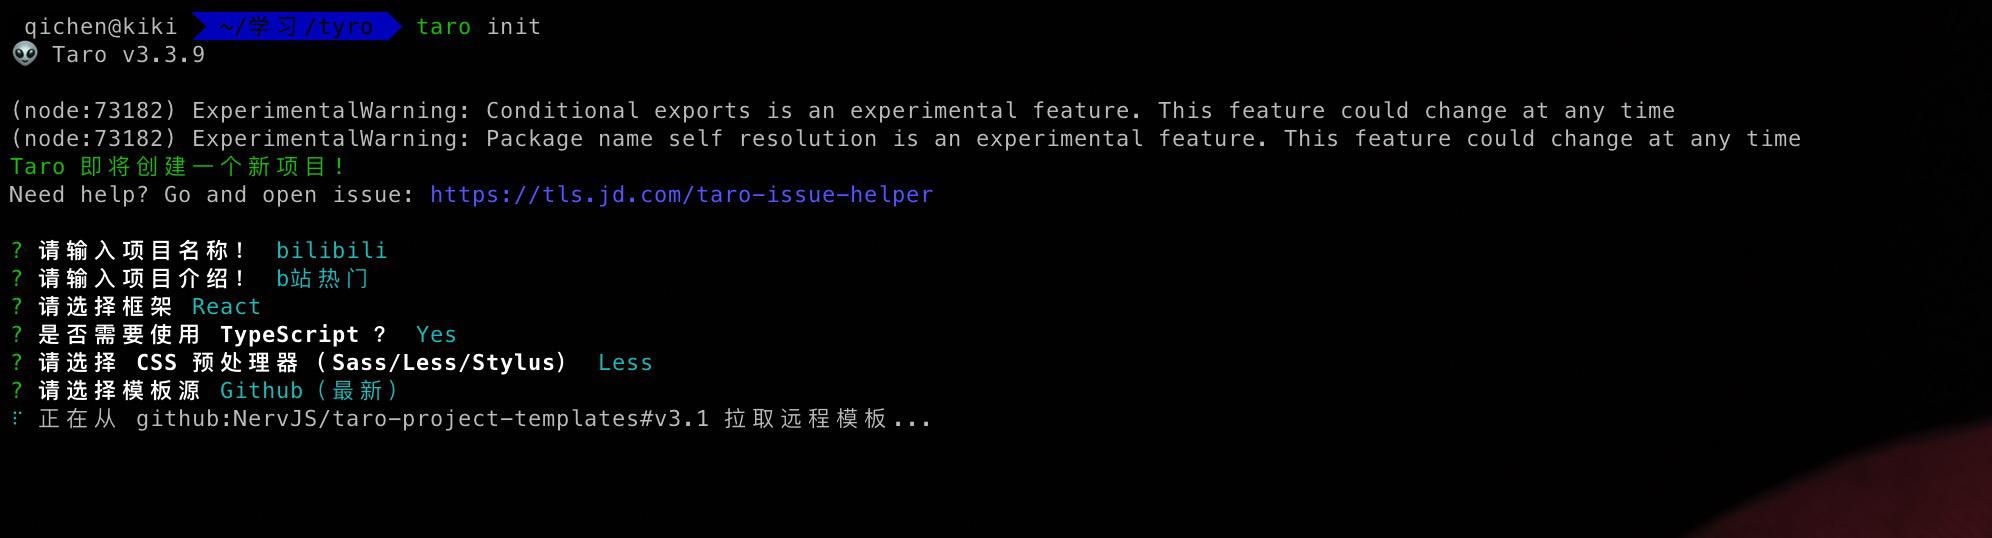 qichen@kiki ~/学习/tyro taro init
👽 Taro v3.3.9
(node:73182) ExperimentalWarning: Conditional exports is an experimental feature. This feature could change at any time
(node:73182) ExperimentalWarning: Package name self resolution is an experimental feature. This feature could change at any time
Taro 即将创建一个新项目！
Need help? Go and open issue: https://tls.jd.com/taro-issue-helper
? 请输入项目名称！ bilibili
? 请输入项目介绍！ b站热门
? 请选择框架 React
? 是否需要使用 TypeScript ？ Yes
? 请选择 CSS 预处理器（Sass/Less/Stylus） Less
? 请选择模板源 Github（最新）
⠏ 正在从 github:NervJS/taro-project-templates#v3.1 拉取远程模板...